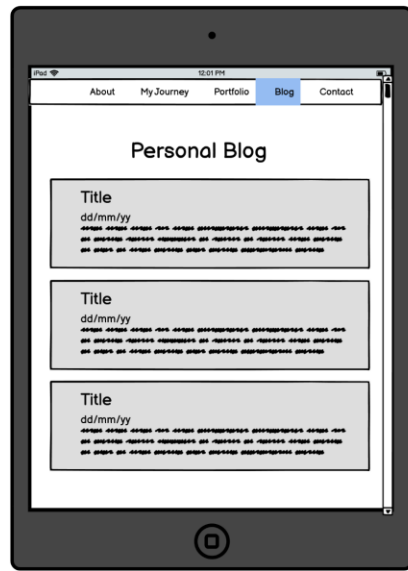 iPad 12:01 PM
About My Journey Portfolio Blog Contact
Personal Blog
Title
dd/mm/yy
Title
dd/mm/yy
Title
dd/mm/yy